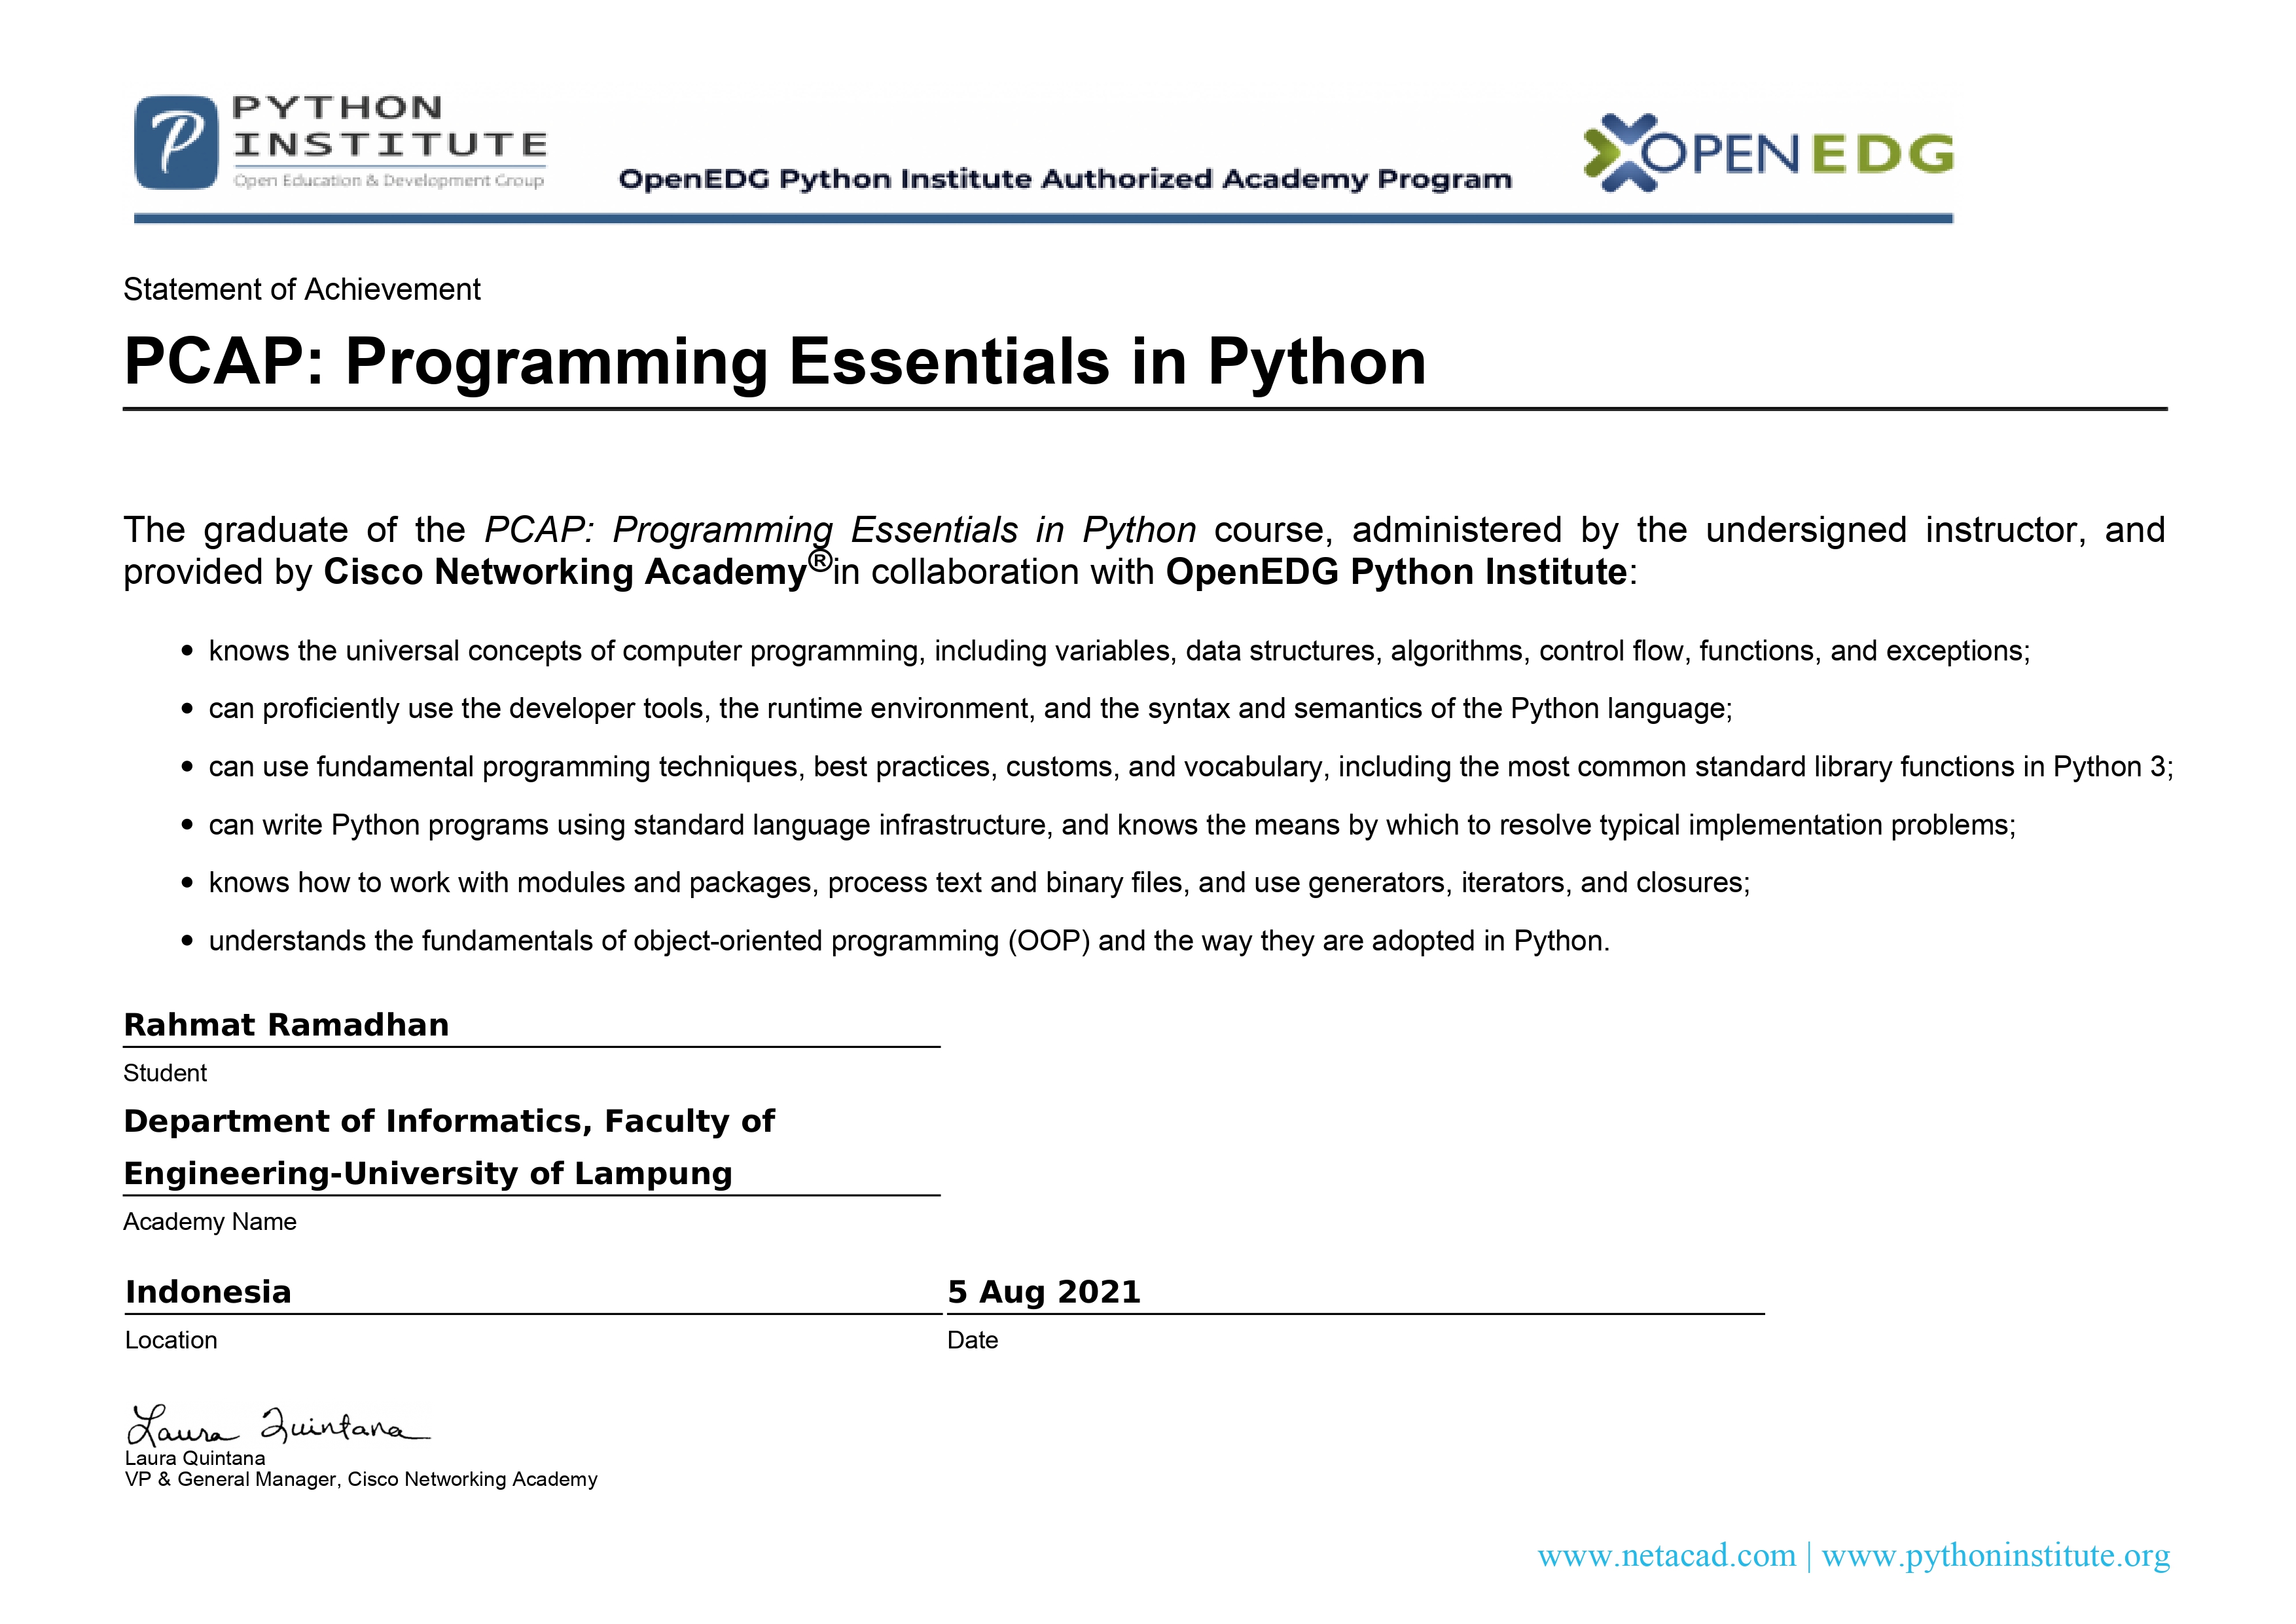 PYTHON
INSTITUTE
Open Education & Development Group
OpenEDG Python Institute Authorized Academy Program
OPENEDG
Statement of Achievement
PCAP: Programming Essentials in Python
The graduate of the PCAP: Programming Essentials in Python course, administered by the undersigned instructor, and
provided by Cisco Networking Academy®in collaboration with OpenEDG Python Institute:
• knows the universal concepts of computer programming, including variables, data structures, algorithms, control flow, functions, and exceptions;
• can proficiently use the developer tools, the runtime environment, and the syntax and semantics of the Python language;
• can use fundamental programming techniques, best practices, customs, and vocabulary, including the most common standard library functions in Python 3;
• can write Python programs using standard language infrastructure, and knows the means by which to resolve typical implementation problems;
• knows how to work with modules and packages, process text and binary files, and use generators, iterators, and closures;
• understands the fundamentals of object-oriented programming (OOP) and the way they are adopted in Python.
Rahmat Ramadhan
Student
Department of Informatics, Faculty of
Engineering-University of Lampung
Academy Name
Indonesia
Location
5 Aug 2021
Date
Laura Quintana
Laura Quintana
VP & General Manager, Cisco Networking Academy
www.netacad.com | www.pythoninstitute.org